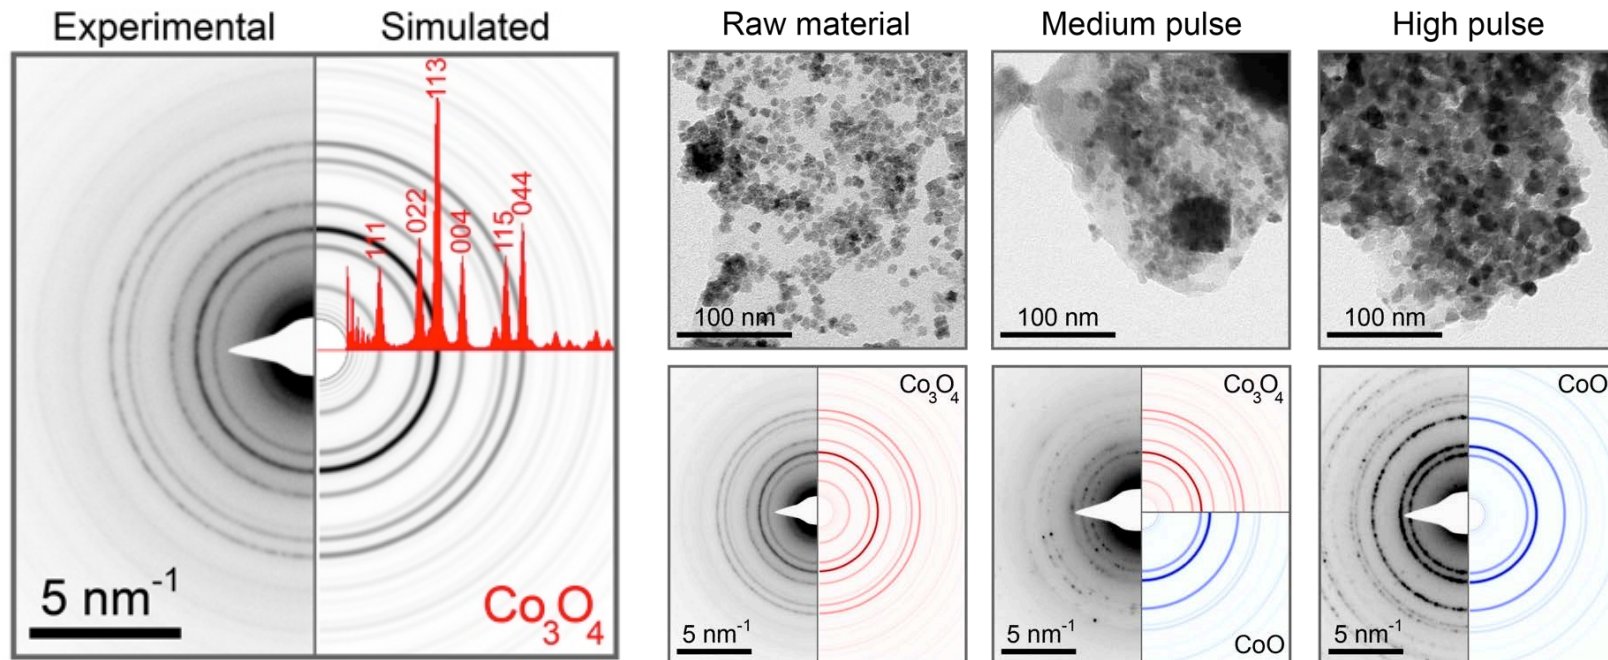 Experimental
Simulated
111
022
113
004
115
044
5 nm⁻¹
Co₃O₄
Raw material
Medium pulse
High pulse
100 nm
100 nm
100 nm
Co₃O₄
5 nm⁻¹
Co₃O₄
5 nm⁻¹
CoO
CoO
5 nm⁻¹